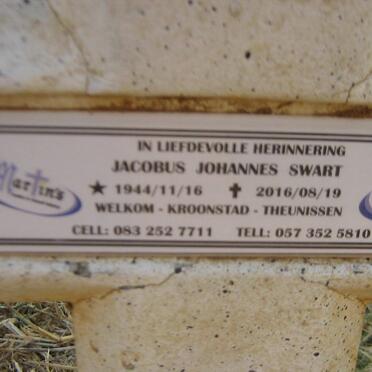 IN LIEFDEVOLLE HERINNERING
JACOBUS JOHANNES SWART
★ 1944/11/16 ✝ 2016/08/19
Martin's
WELKOM - KROONSTAD - THEUNISSEN
CELL: 083 252 7711 TELL: 057 352 5810